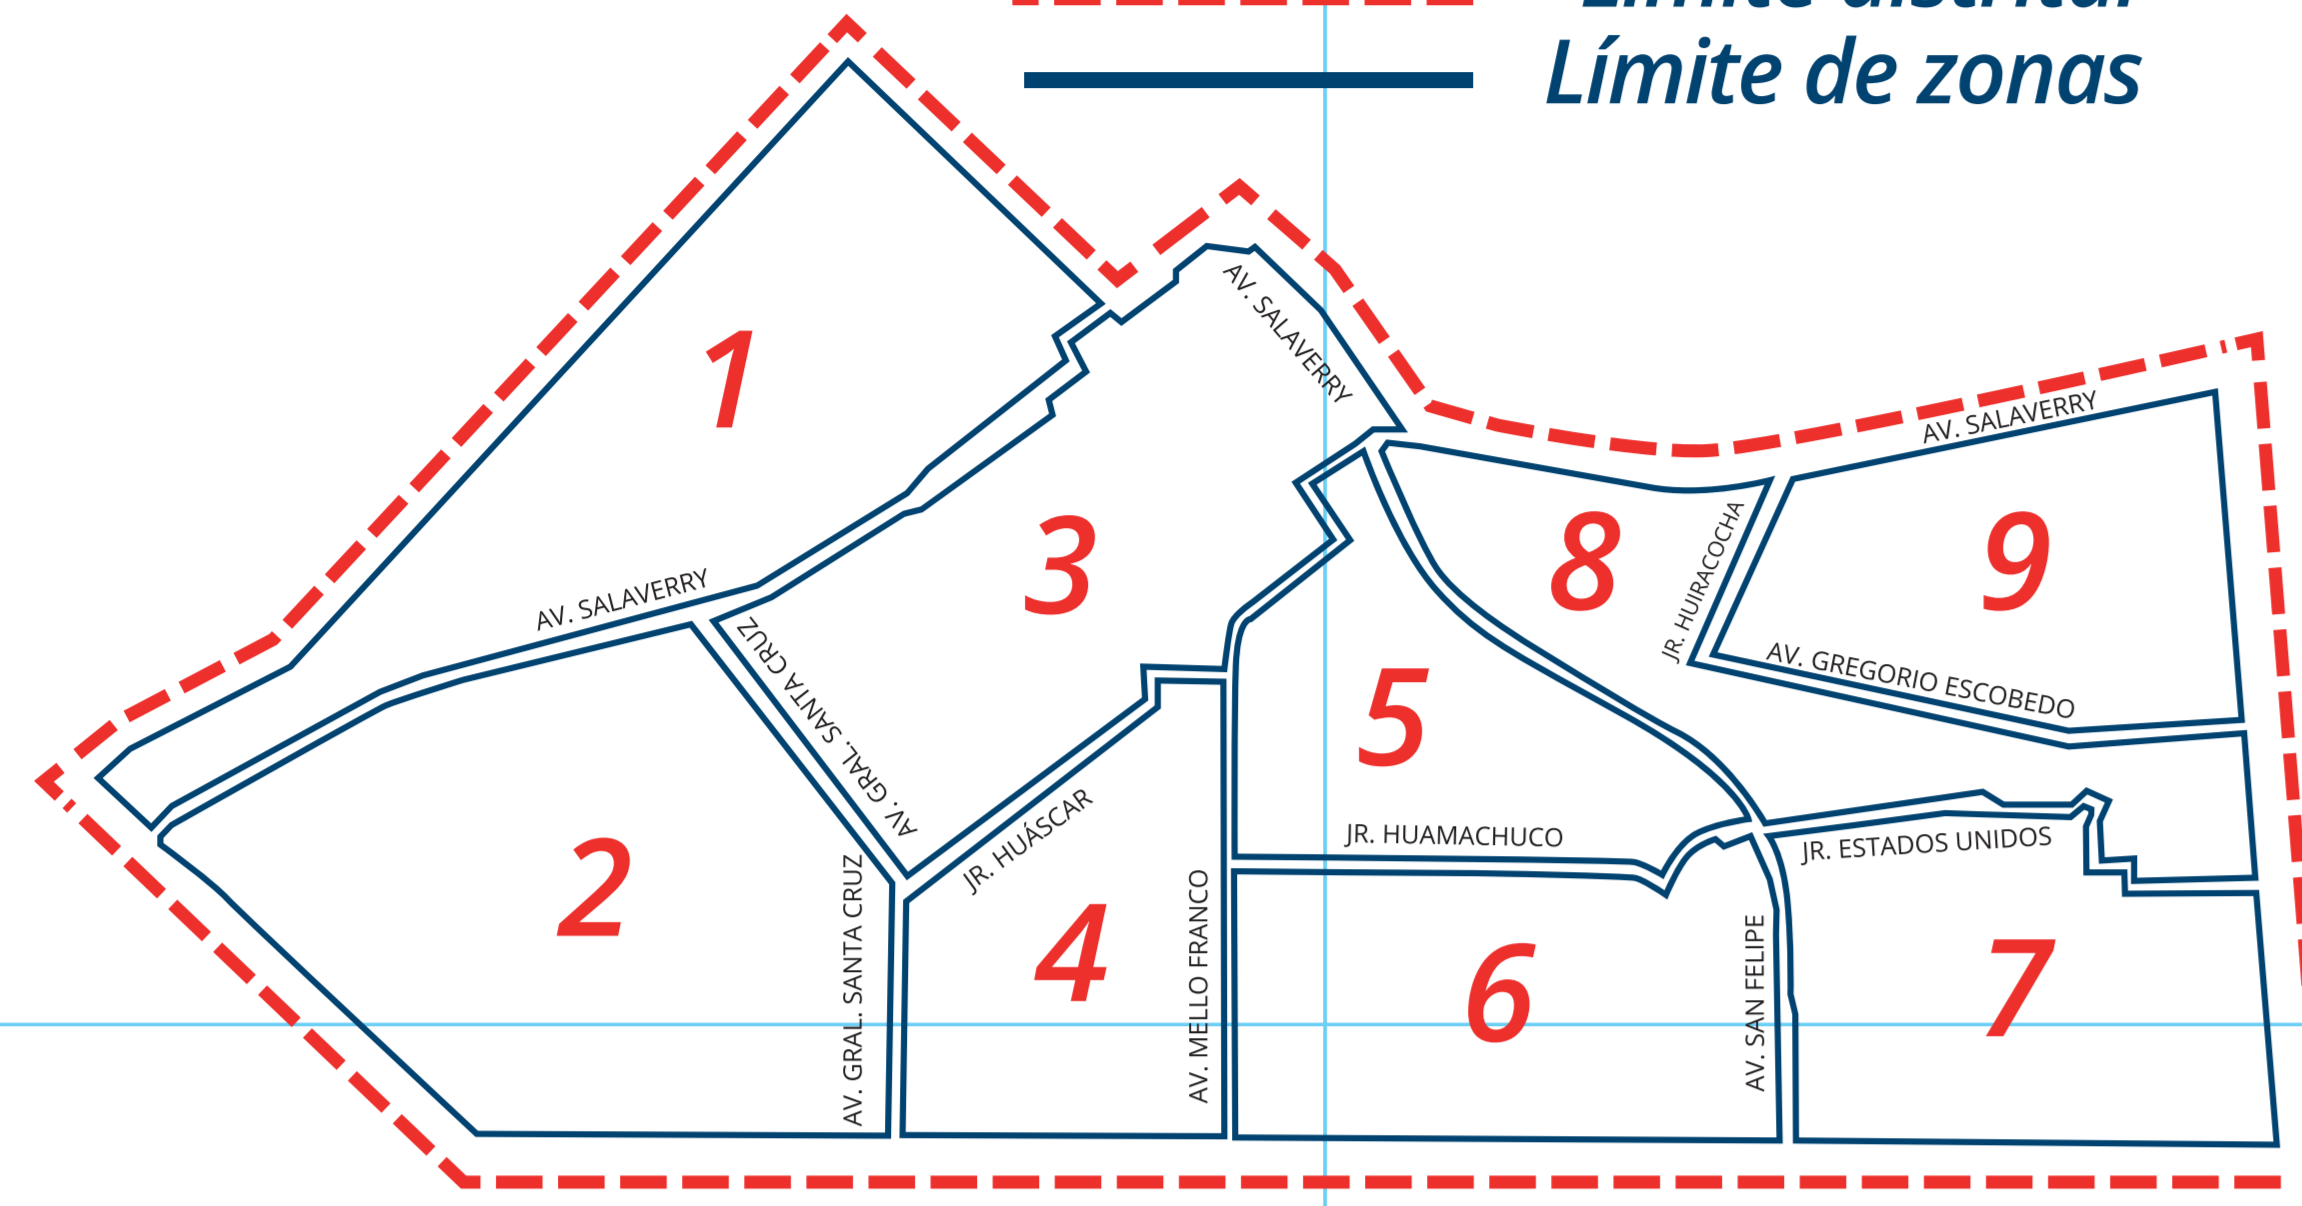 Límite distrital
Límite de zonas
AV. SALAVERRY
1
AV. SALAVERRY
3
8
JR. HUIRACOCHA
9
AV. SALAVERRY
AV. GRAL. SANTA CRUZ
5
AV. GREGORIO ESCOBEDO
JR. HUÁSCAR
JR. HUAMACHUCO
JR. ESTADOS UNIDOS
2
AV. GRAL. SANTA CRUZ
4
AV. MELLO FRANCO
6
AV. SAN FELIPE
7